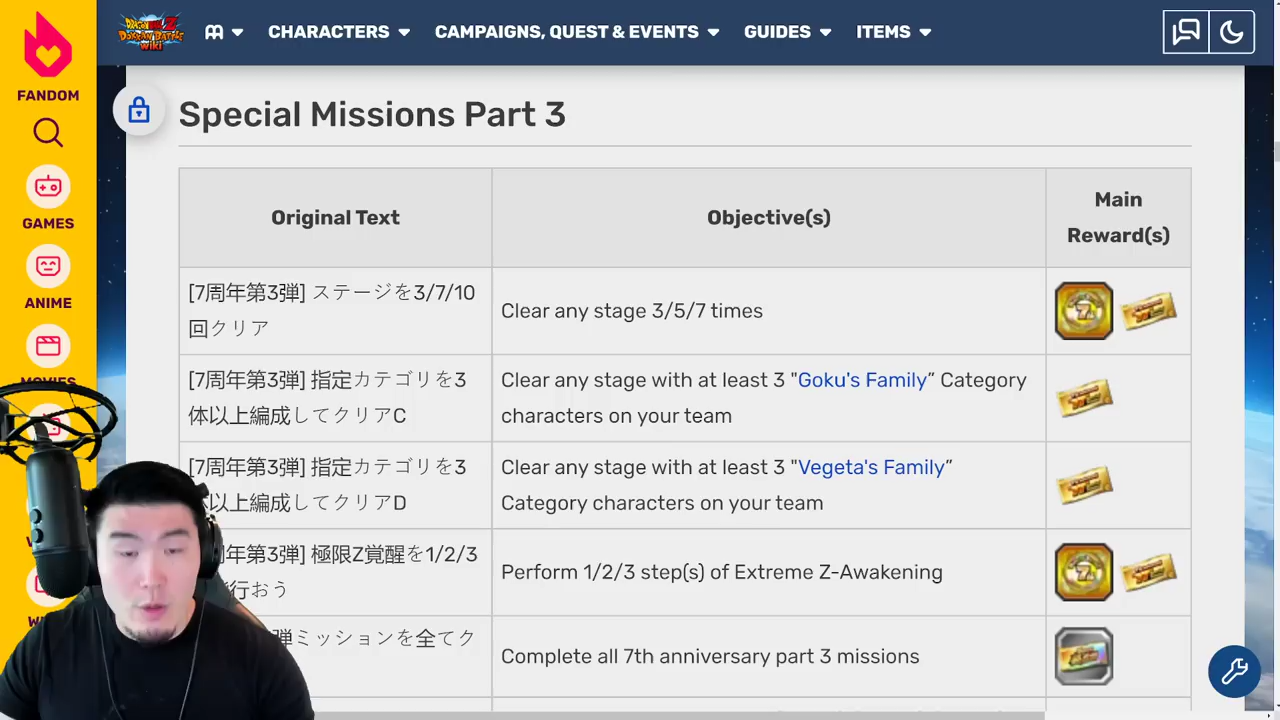 DRAGON BALL Z
DOKKAN BATTLE
WIKI
CHARACTERS
CAMPAIGNS, QUEST & EVENTS
GUIDES
ITEMS
FANDOM
GAMES
ANIME
MOVIES
Special Missions Part 3
Original Text
Objective(s)
Main
Reward(s)
[7周年第3弾] ステージを3/7/10
回クリア
Clear any stage 3/5/7 times
[7周年第3弾] 指定カテゴリを3
体以上編成してクリアC
Clear any stage with at least 3 "Goku's Family” Category
characters on your team
[7周年第3弾] 指定カテゴリを3
以上編成してクリアD
Clear any stage with at least 3 "Vegeta's Family”
Category characters on your team
年第3弾] 極限Z覚醒を1/2/3
行おう
Perform 1/2/3 step(s) of Extreme Z-Awakening
弾ミッションを全てク
Complete all 7th anniversary part 3 missions